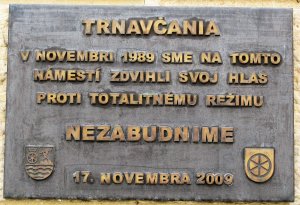 TRNAVČANIA
V NOVEMBRI 1989 SME NA TOMTO
NÁMESTÍ ZDVIHLI SVOJ HLAS
PROTI TOTALITNÉMU REŽIMU
NEZABUDNIME
17. NOVEMBRA 2009